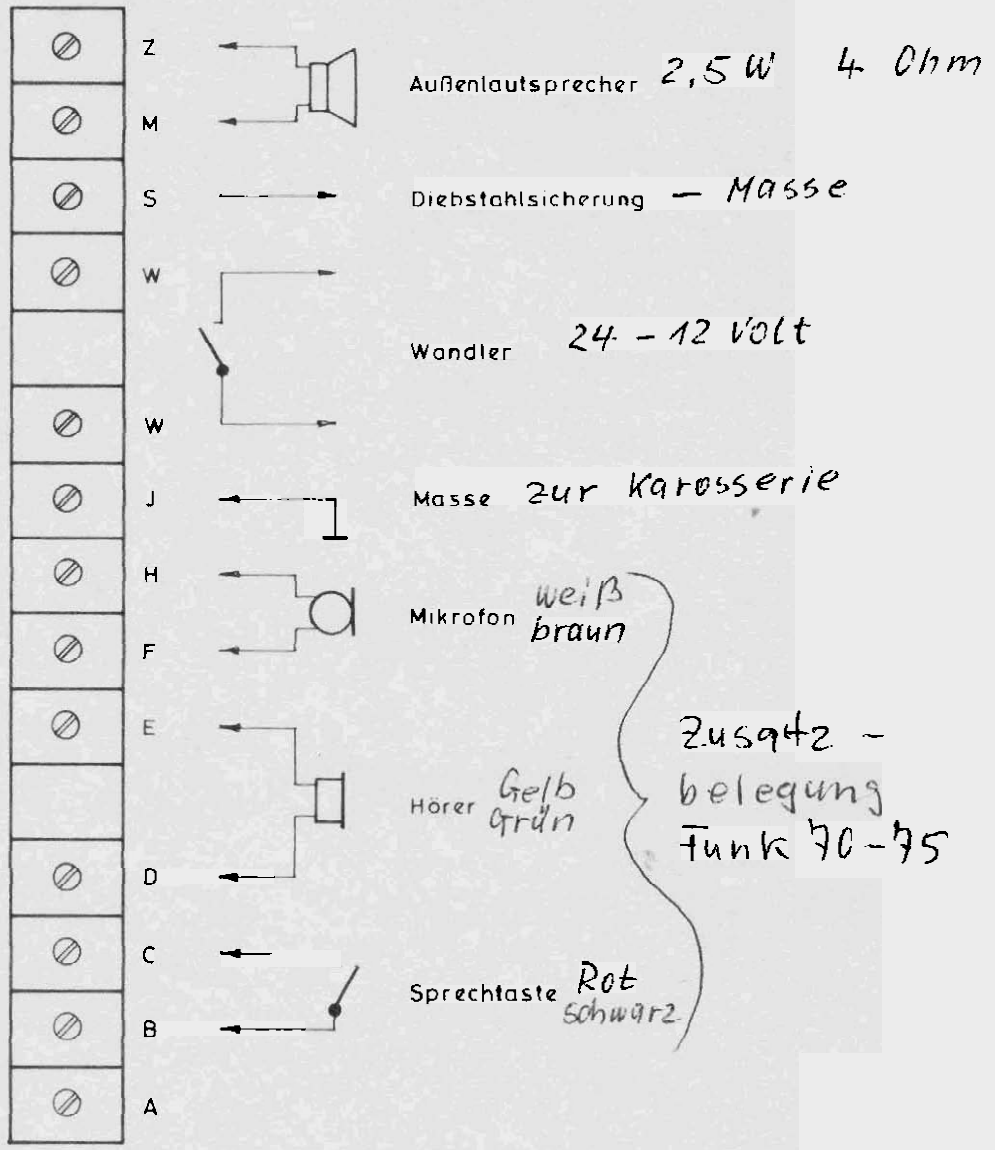 Z
Außenlautsprecher 2,5 W 4 Ohm
M
S Diebstahlsicherung — Masse
W
Wandler 24 - 12 Volt
W
J Masse zur Karosserie
H
Mikrofon weiß
braun
F
E
Zusatz -
Hörer Gelb
Grün
belegung
Funk 70-75
D
C
Sprechtaste Rot
schwarz
B
A